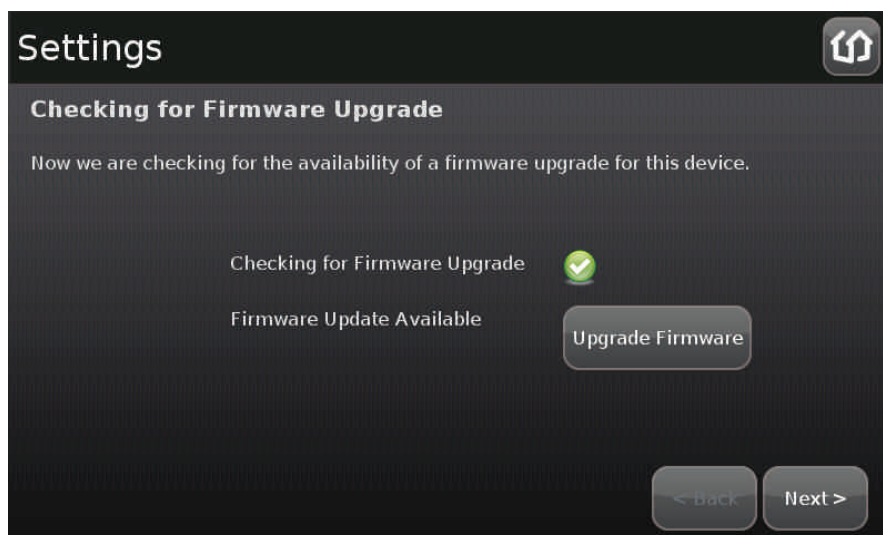 Settings
Checking for Firmware Upgrade
Now we are checking for the availability of a firmware upgrade for this device.
Checking for Firmware Upgrade
Firmware Update Available
Upgrade Firmware
< Back
Next >